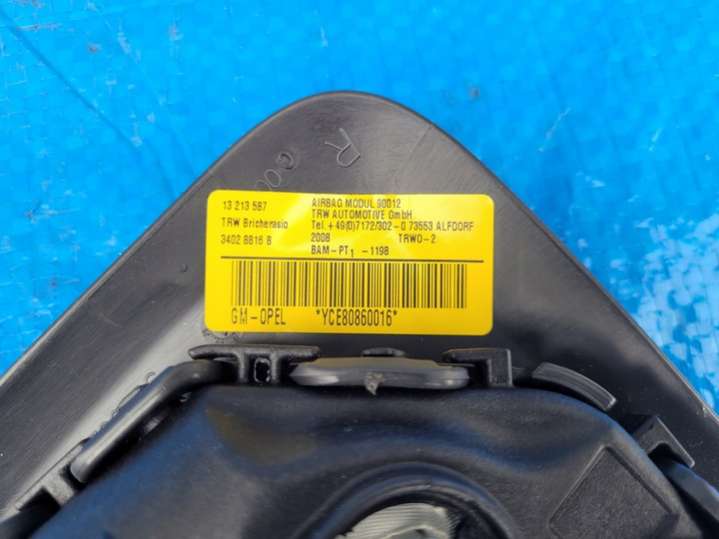 R
13 213 587
TRW Bricherasio
3402 8816 B
AIRBAG MODUL 90012
TRW AUTOMOTIVE GmbH
Tel.+49(0)7172/302-0 73553 ALFDORF
2008 TRWO-2
BAM-PT1 -1198
GM-OPEL *YCE80860016*